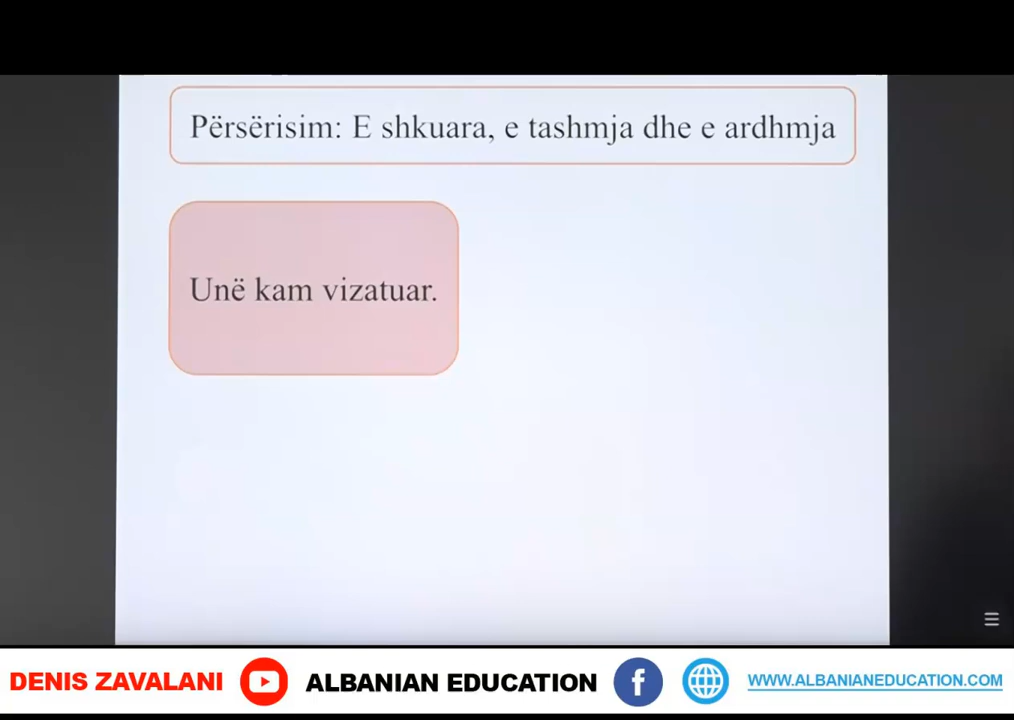 Përsërisim: E shkuara, e tashmja dhe e ardhmja
Unë kam vizatuar.
DENIS ZAVALANI ALBANIAN EDUCATION f WWW.ALBANIANEDUCATION.COM